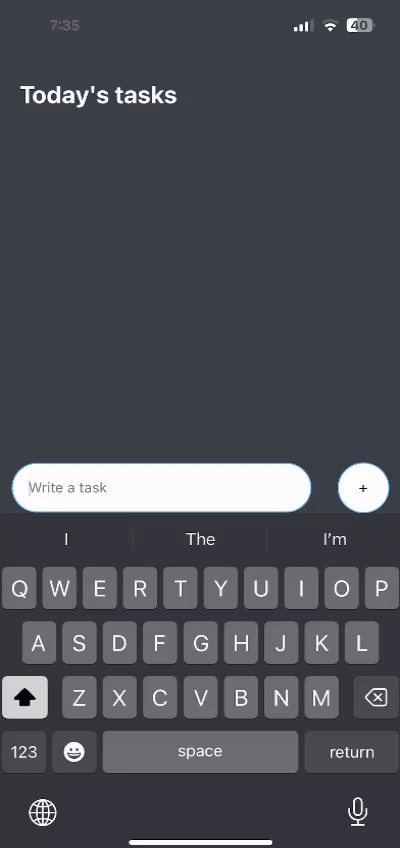 7:35
40
Today's tasks
Write a task
+
I The I'm
Q W E R T Y U I O P
A S D F G H J K L
Z X C V B N M
123 space return